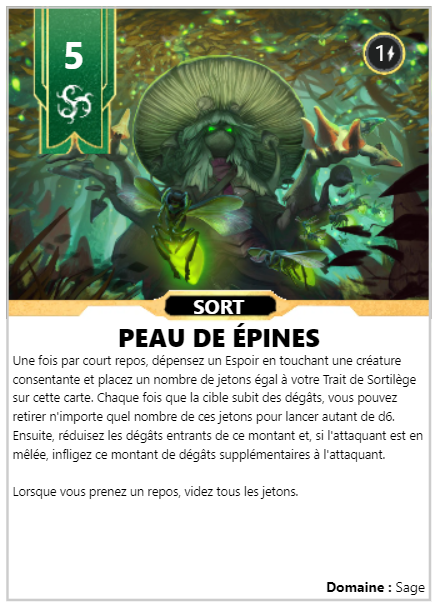 5
1
SORT
PEAU DE ÉPINES
Une fois par court repos, dépensez un Espoir en touchant une créature
consentante et placez un nombre de jetons égal à votre Trait de Sortilège
sur cette carte. Chaque fois que la cible subit des dégâts, vous pouvez
retirer n'importe quel nombre de ces jetons pour lancer autant de d6.
Ensuite, réduisez les dégâts entrants de ce montant et, si l'attaquant est en
mêlée, infligez ce montant de dégâts supplémentaires à l'attaquant.
Lorsque vous prenez un repos, videz tous les jetons.
Domaine : Sage